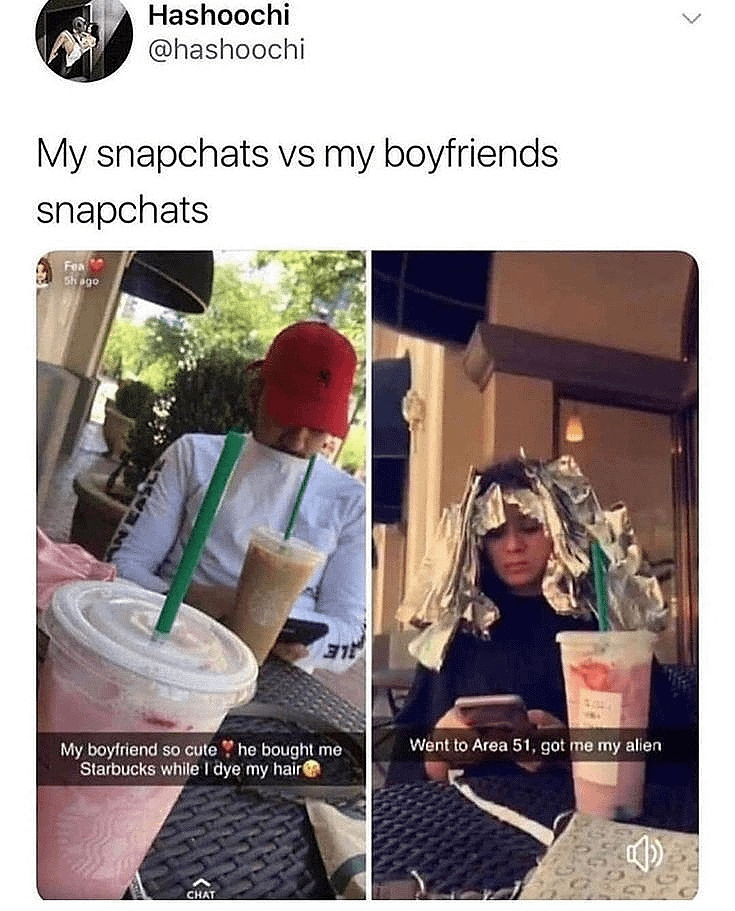 Hashoochi
@hashoochi
My snapchats vs my boyfriends
snapchats
Fea ❤️
5h ago
My boyfriend so cute ❣️ he bought me
Starbucks while I dye my hair😘
CHAT
Went to Area 51, got me my alien